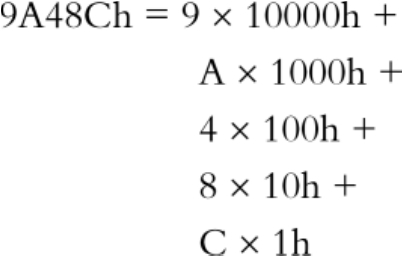 9A48Ch = 9 × 10000h +
A × 1000h +
4 × 100h +
8 × 10h +
C × 1h